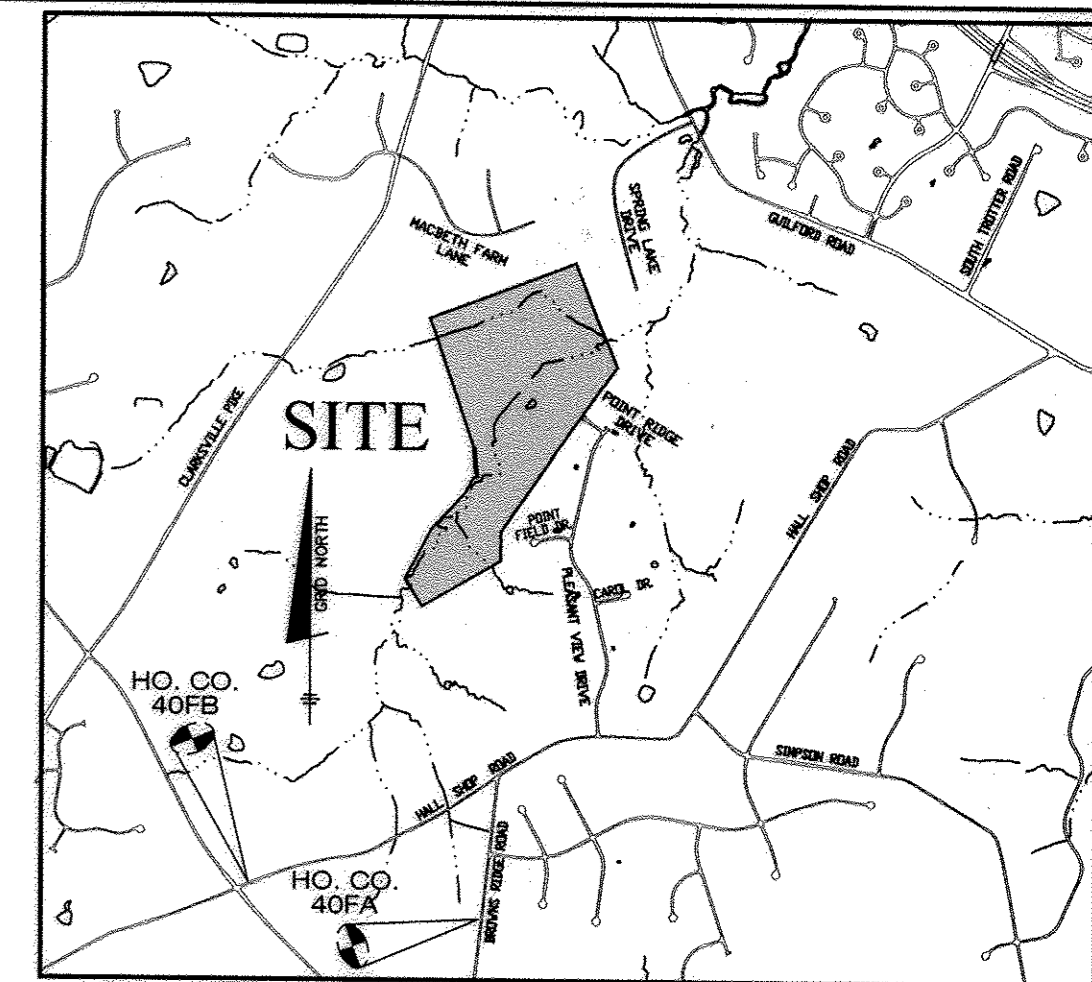 SPRING LAKE
DRIVE
GUILFORD ROAD
SOUTH TROTTER ROAD
MACBETH FARM
LANE
CLARKSVILLE PIKE
SITE
POINT RIDGE
DRIVE
GRID NORTH
POINT
FIELD DR.
HALL SHOP ROAD
CAROL DR.
PLEASANT VIEW DRIVE
HO. CO.
40FB
HALL SHOP ROAD
SIMPSON ROAD
HO. CO.
40FA
BROWNS RIDGE ROAD